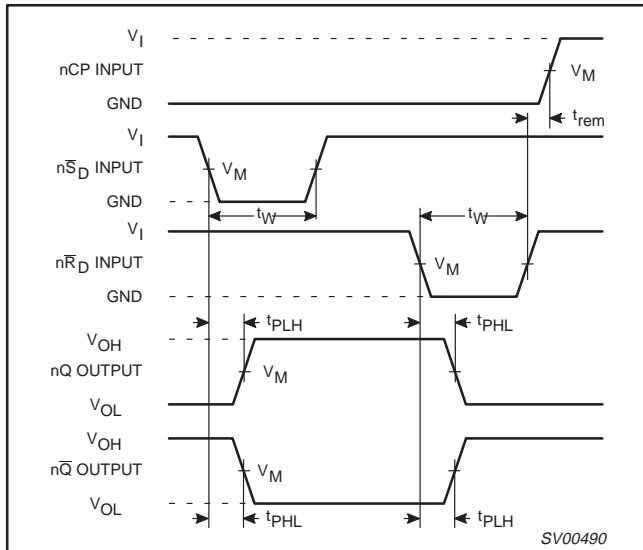 V_I
nCP INPUT
V_M
GND
t_rem
V_I
nS̅_D INPUT
V_M
GND
t_W
t_W
V_I
nR̅_D INPUT
V_M
GND
t_PLH
t_PHL
V_OH
nQ OUTPUT
V_M
V_OL
V_OH
nQ̅ OUTPUT
V_M
V_OL
t_PHL
t_PLH
SV00490